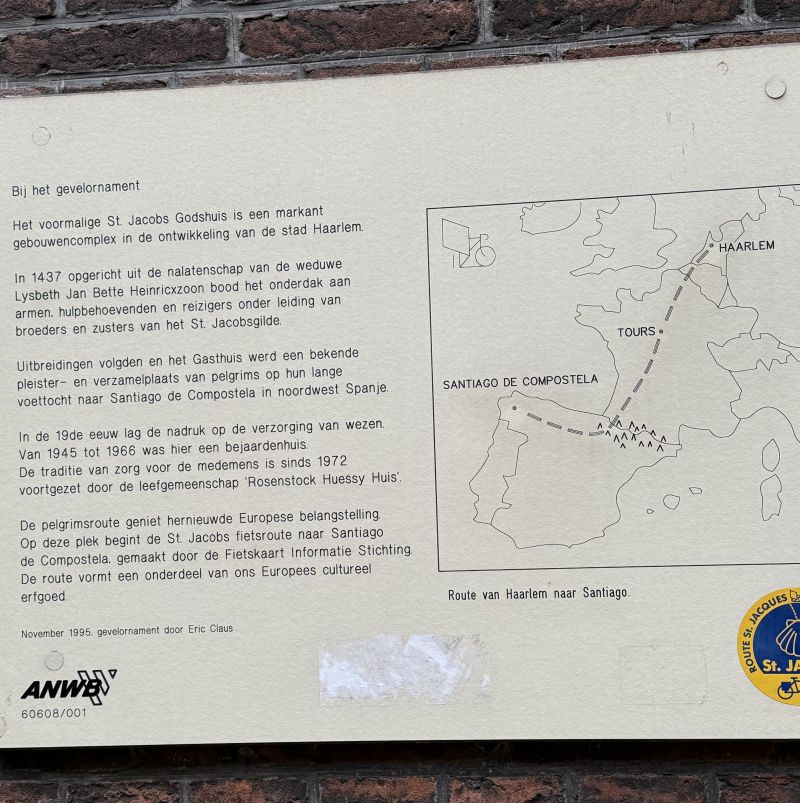 Bij het gevelornament
Het voormalige St. Jacobs Godshuis is een markant
gebouwencomplex in de ontwikkeling van de stad Haarlem.
In 1437 opgericht uit de nalatenschap van de weduwe
Lysbeth Jan Bette Heinricxzoon bood het onderdak aan
armen, hulpbehoevenden en reizigers onder leiding van
broeders en zusters van het St. Jacobsgilde.
Uitbreidingen volgden en het Gasthuis werd een bekende
pleister- en verzamelplaats van pelgrims op hun lange
voettocht naar Santiago de Compostela in noordwest Spanje.
In de 19de eeuw lag de nadruk op de verzorging van wezen.
Van 1945 tot 1966 was hier een bejaardenhuis.
De traditie van zorg voor de medemens is sinds 1972
voortgezet door de leefgemeenschap 'Rosenstock Huessy Huis'.
De pelgrimsroute geniet hernieuwde Europese belangstelling.
Op deze plek begint de St. Jacobs fietsroute naar Santiago
de Compostela, gemaakt door de Fietskaart Informatie Stichting.
De route vormt een onderdeel van ons Europees cultureel
erfgoed.
November 1995, gevelornament door Eric Claus
ANWB
60608/001
HAARLEM
TOURS
SANTIAGO DE COMPOSTELA
Route van Haarlem naar Santiago.
ROUTE St. JACQUES
St. JA